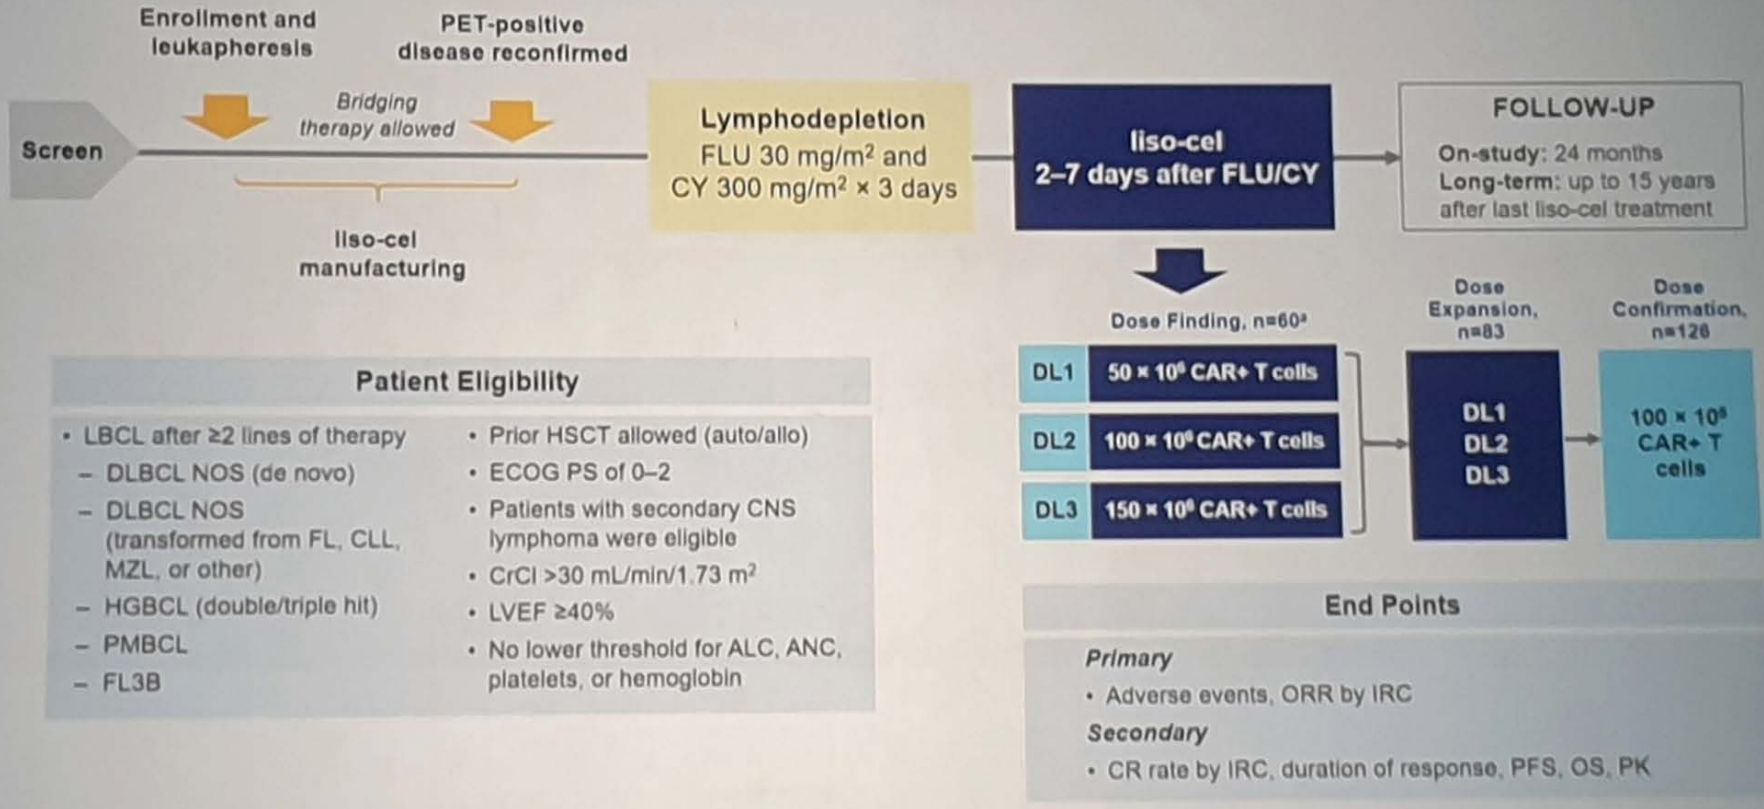 Enrollment and
leukapheresis
PET-positive
disease reconfirmed
Screen
Bridging
therapy allowed
liso-cel
manufacturing
Lymphodepletion
FLU 30 mg/m² and
CY 300 mg/m² × 3 days
liso-cel
2–7 days after FLU/CY
FOLLOW-UP
On-study: 24 months
Long-term: up to 15 years
after last liso-cel treatment
Dose Finding, n=60ᵃ
DL1 50 × 10⁶ CAR+ T cells
DL2 100 × 10⁶ CAR+ T cells
DL3 150 × 10⁶ CAR+ T cells
Dose
Expansion,
n=83
DL1
DL2
DL3
Dose
Confirmation,
n=126
100 × 10⁶
CAR+ T
cells
Patient Eligibility
• LBCL after ≥2 lines of therapy
– DLBCL NOS (de novo)
– DLBCL NOS
(transformed from FL, CLL,
MZL, or other)
– HGBCL (double/triple hit)
– PMBCL
– FL3B
• Prior HSCT allowed (auto/allo)
• ECOG PS of 0–2
• Patients with secondary CNS
lymphoma were eligible
• CrCl >30 mL/min/1.73 m²
• LVEF ≥40%
• No lower threshold for ALC, ANC,
platelets, or hemoglobin
End Points
Primary
• Adverse events, ORR by IRC
Secondary
• CR rate by IRC, duration of response, PFS, OS, PK